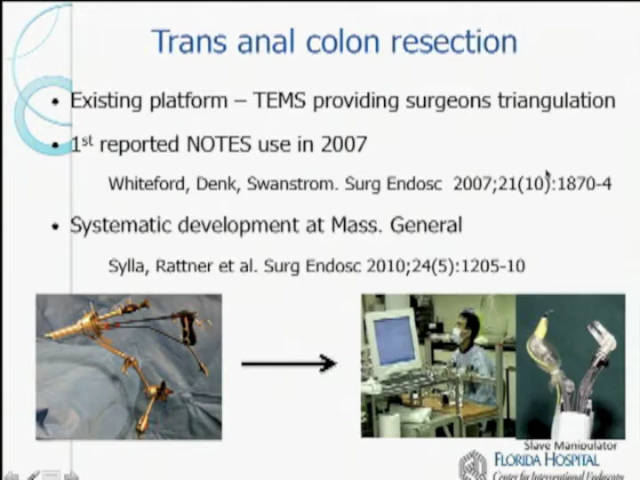 Trans anal colon resection
• Existing platform – TEMS providing surgeons triangulation
• 1st reported NOTES use in 2007
Whiteford, Denk, Swanstrom. Surg Endosc 2007;21(10):1870-4
• Systematic development at Mass. General
Sylla, Rattner et al. Surg Endosc 2010;24(5):1205-10
Slave Manipulator
FLORIDA HOSPITAL
Center for Interventional Endoscopy